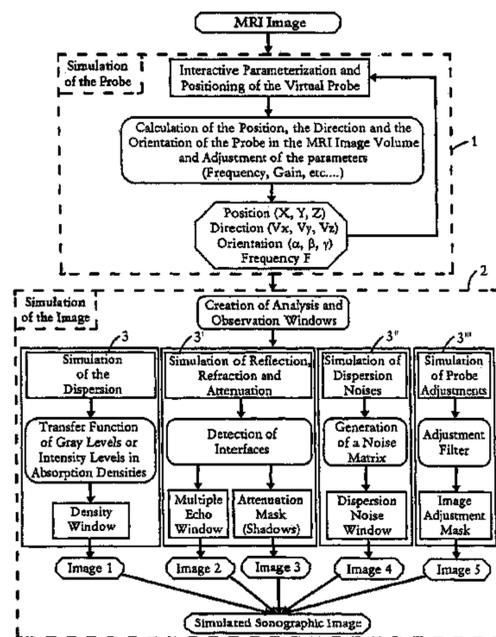 MRI Image
Simulation
of the Probe
Interactive Parameterization and
Positioning of the Virtual Probe
Calculation of the Position, the Direction and the
Orientation of the Probe in the MRI Image Volume
and Adjustment of the parameters
(Frequency, Gain, etc....)
1
Position (X, Y, Z)
Direction (Vx, Vy, Vz)
Orientation (α, β, γ)
Frequency F
2
Simulation
of the Image
Creation of Analysis and
Observation Windows
3
Simulation
of the
Dispersion
Transfer Function
of Gray Levels or
Intensity Levels in
Absorption Densities
Density
Window
Image 1
3'
Simulation of Reflection,
Refraction and
Attenuation
Detection of
Interfaces
Multiple
Echo
Window
Image 2
Attenuation
Mask
(Shadows)
Image 3
3"
Simulation of
Dispersion
Noises
Generation
of a Noise
Matrix
Dispersion
Noise
Window
Image 4
3'''
Simulation
of Probe
Adjustments
Adjustment
Filter
Image
Adjustment
Mask
Image 5
Simulated Sonographic Image